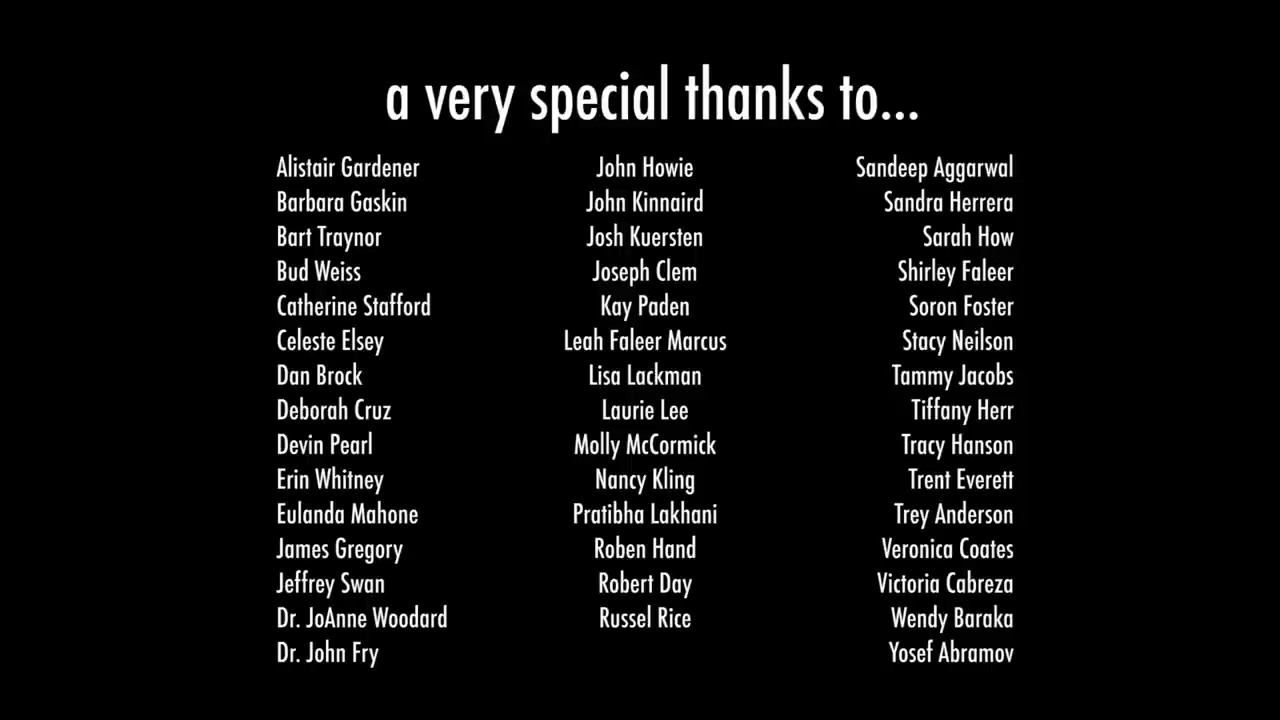 a very special thanks to...
Alistair Gardener
Barbara Gaskin
Bart Traynor
Bud Weiss
Catherine Stafford
Celeste Elsey
Dan Brock
Deborah Cruz
Devin Pearl
Erin Whitney
Eulanda Mahone
James Gregory
Jeffrey Swan
Dr. JoAnne Woodard
Dr. John Fry
John Howie
John Kinnaird
Josh Kuersten
Joseph Clem
Kay Paden
Leah Faleer Marcus
Lisa Lackman
Laurie Lee
Molly McCormick
Nancy Kling
Pratibha Lakhani
Roben Hand
Robert Day
Russel Rice
Sandeep Aggarwal
Sandra Herrera
Sarah How
Shirley Faleer
Soron Foster
Stacy Neilson
Tammy Jacobs
Tiffany Herr
Tracy Hanson
Trent Everett
Trey Anderson
Veronica Coates
Victoria Cabreza
Wendy Baraka
Yosef Abramov